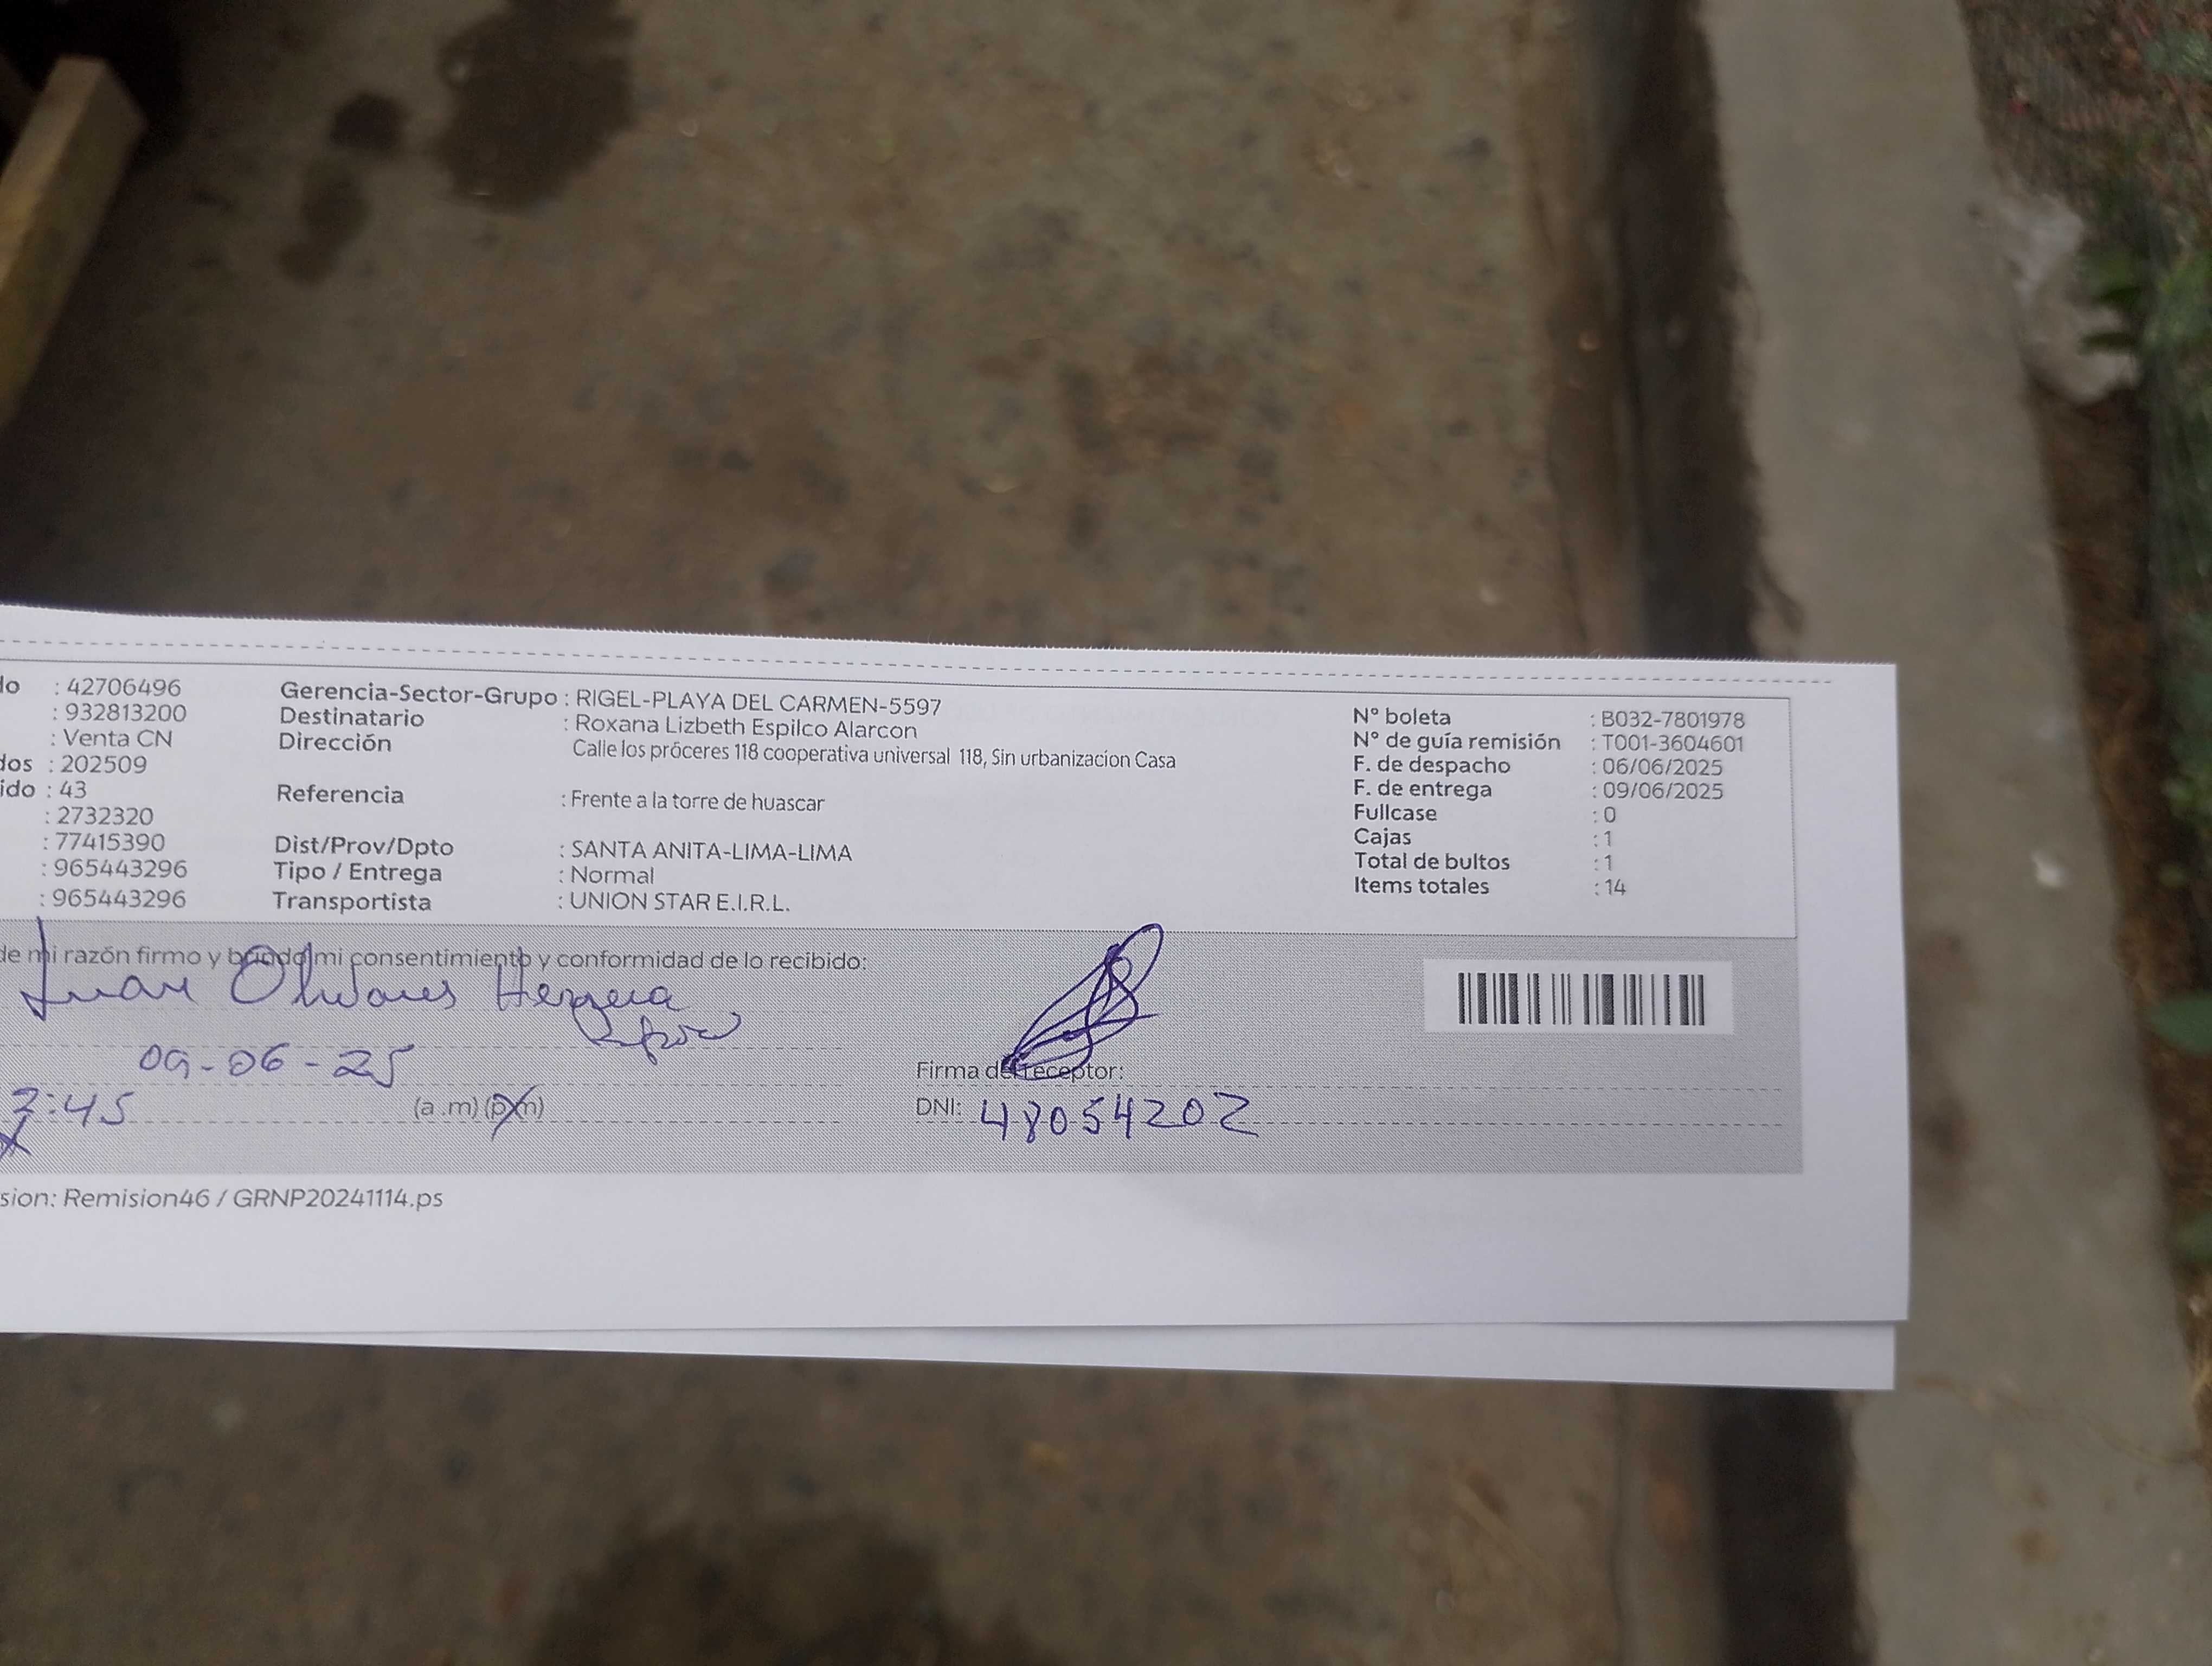 do : 42706496
: 932813200
: Venta CN
dos : 202509
ido : 43
: 2732320
: 77415390
: 965443296
: 965443296
Gerencia-Sector-Grupo : RIGEL-PLAYA DEL CARMEN-5597
Destinatario : Roxana Lizbeth Espilco Alarcon
Dirección Calle los próceres 118 cooperativa universal 118, Sin urbanizacion Casa
Referencia : Frente a la torre de huascar
Dist/Prov/Dpto : SANTA ANITA-LIMA-LIMA
Tipo / Entrega : Normal
Transportista : UNION STAR E.I.R.L.
N° boleta : B032-7801978
N° de guía remisión : T001-3604601
F. de despacho : 06/06/2025
F. de entrega : 09/06/2025
Fullcase : 0
Cajas : 1
Total de bultos : 1
Items totales : 14
de mi razón firmo y brindo mi consentimiento y conformidad de lo recibido:
Juan Olivares Herrera
09-06-25
:45 (a.m) (p.m)
Firma del receptor:
DNI: 48054202
sion: Remision46 / GRNP20241114.ps